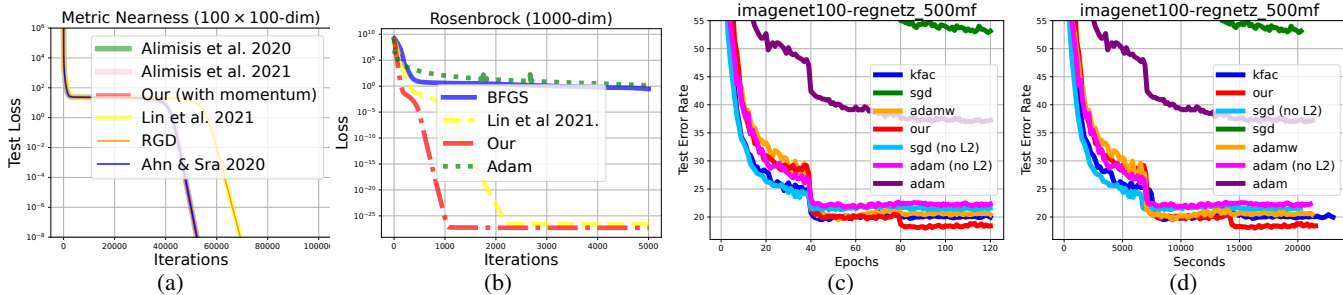 Metric Nearness (100 × 100-dim)
Test Loss
10^6
10^4
10^2
10^0
10^−2
10^−4
10^−6
10^−8
Alimisis et al. 2020
Alimisis et al. 2021
Our (with momentum)
Lin et al. 2021
RGD
Ahn & Sra 2020
0 20000 40000 60000 80000 100000
Iterations
(a)
Rosenbrock (1000-dim)
Loss
10^10
10^5
10^0
10^−5
10^−10
10^−15
10^−20
10^−25
BFGS
Lin et al 2021.
Our
Adam
0 1000 2000 3000 4000 5000
Iterations
(b)
imagenet100-regnetz_500mf
Test Error Rate
55
50
45
40
35
30
25
20
kfac
sgd
adamw
our
sgd (no L2)
adam (no L2)
adam
0 20 40 60 80 100 120
Epochs
(c)
imagenet100-regnetz_500mf
Test Error Rate
55
50
45
40
35
30
25
20
kfac
our
sgd (no L2)
sgd
adamw
adam (no L2)
adam
0 5000 10000 15000 20000
Seconds
(d)